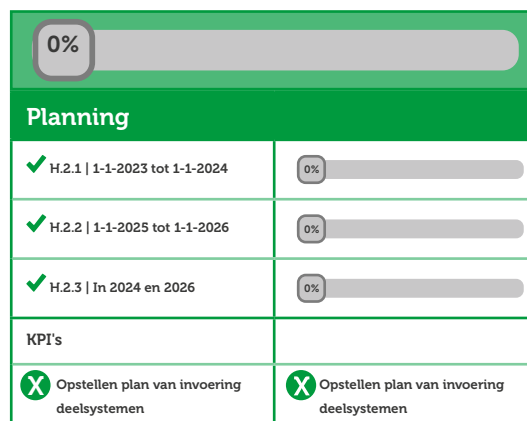 0%
Planning
H.2.1 | 1-1-2023 tot 1-1-2024
0%
H.2.2 | 1-1-2025 tot 1-1-2026
0%
H.2.3 | In 2024 en 2026
0%
KPI's
X Opstellen plan van invoering
deelsystemen
X Opstellen plan van invoering
deelsystemen